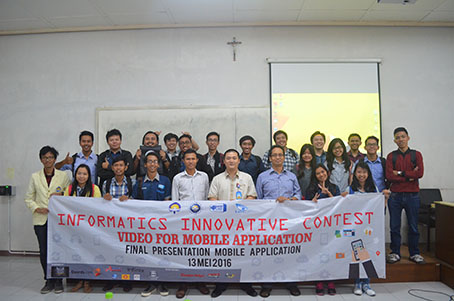 INFORMATICS INNOVATIVE CONTEST
VIDEO FOR MOBILE APPLICATION
FINAL PRESENTATION MOBILE APPLICATION
13 MEI 2016